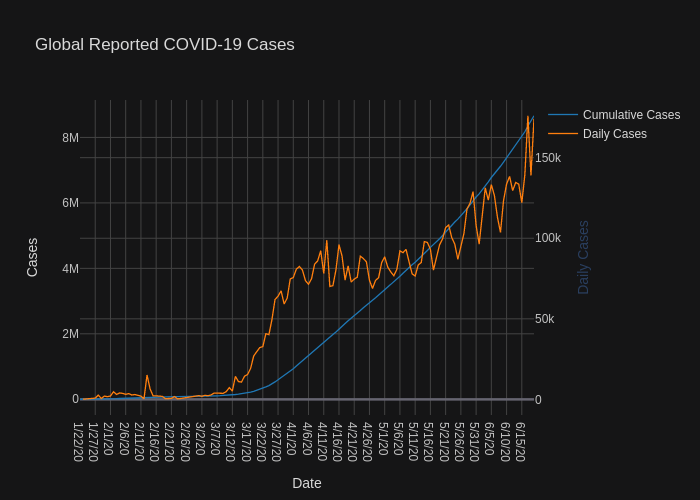 Global Reported COVID-19 Cases
Cumulative Cases
Daily Cases
8M
6M
4M
2M
0
150k
100k
50k
0
Cases
Daily Cases
1/22/20
1/27/20
2/1/20
2/6/20
2/11/20
2/16/20
2/21/20
2/26/20
3/2/20
3/7/20
3/12/20
3/17/20
3/22/20
3/27/20
4/1/20
4/6/20
4/11/20
4/16/20
4/21/20
4/26/20
5/1/20
5/6/20
5/11/20
5/16/20
5/21/20
5/26/20
5/31/20
6/5/20
6/10/20
6/15/20
Date